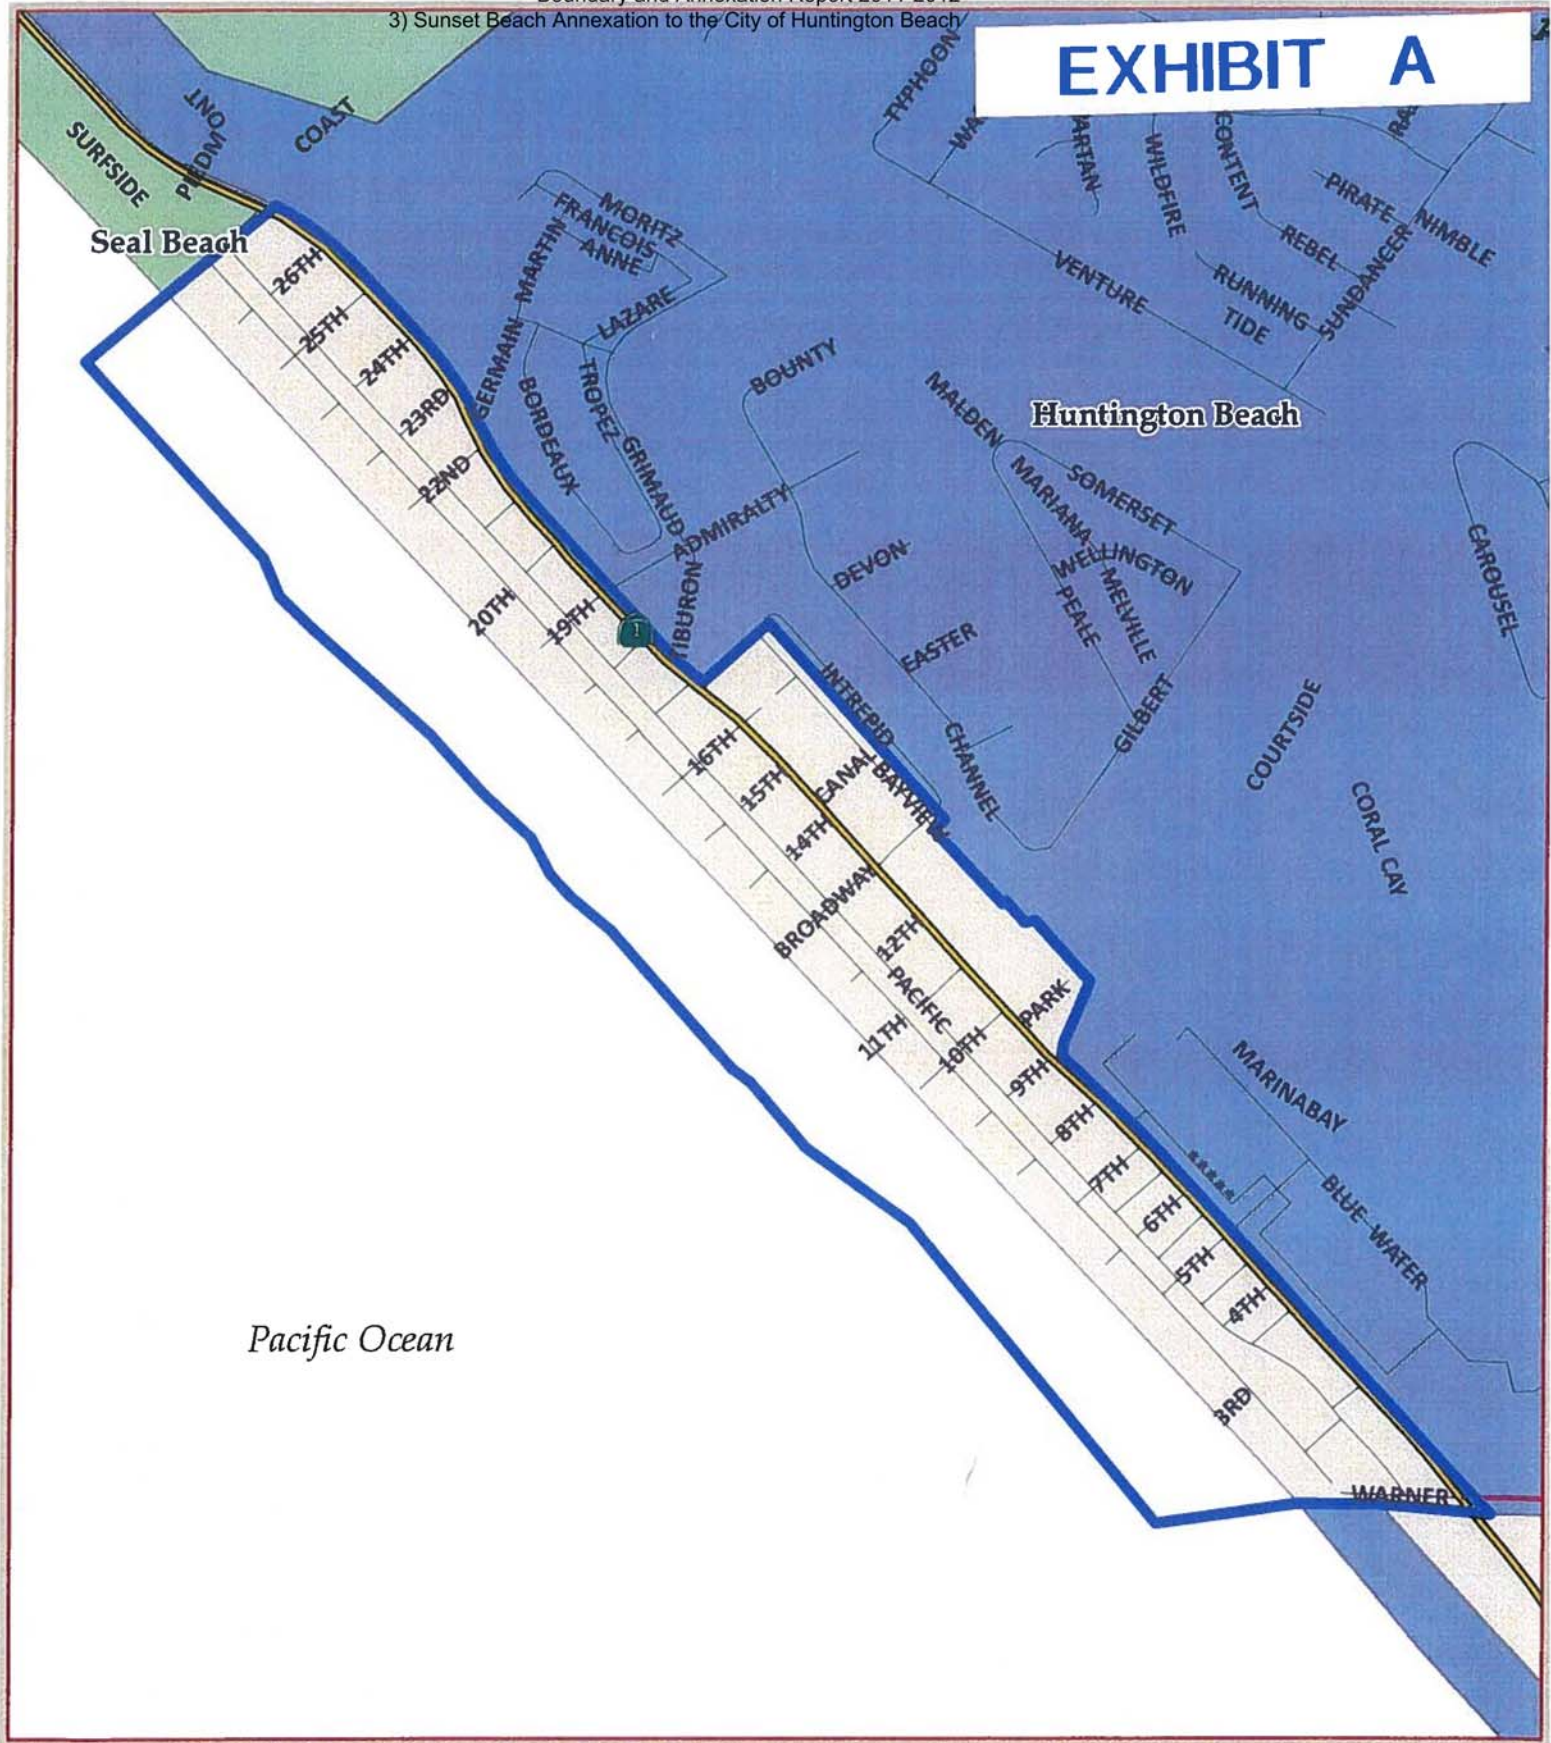 3) Sunset Beach Annexation to the City of Huntington Beach
EXHIBIT A
TYPHOON
COAST
PIEDMONT
SURFSIDE
Seal Beach
WILDFIRE
CONTENT
PIRATE
NIMBLE
REBEL
SUNDANCER
RUNNING TIDE
VENTURE
MORITZ
FRANCOIS
ANNE
MARTIN
LAZARE
GERMAIN
TROPEZ
BORDEAUX
GRIMAUD
BOUNTY
ADMIRALTY
TIBURON
MALDEN
Huntington Beach
SOMERSET
MARIANA
WELLINGTON
MELVILLE
PEALE
GILBERT
CAROUSEL
DEVON
EASTER
CHANNEL
INTREPID
COURTSIDE
CORAL CAY
26TH
25TH
24TH
23RD
22ND
20TH
19TH
1
16TH
15TH
14TH
CANAL
BAYVIEW
BROADWAY
12TH
PACIFIC
11TH
10TH
PARK
9TH
8TH
7TH
6TH
5TH
4TH
3RD
MARINABAY
BLUE WATER
WARNER
Pacific Ocean